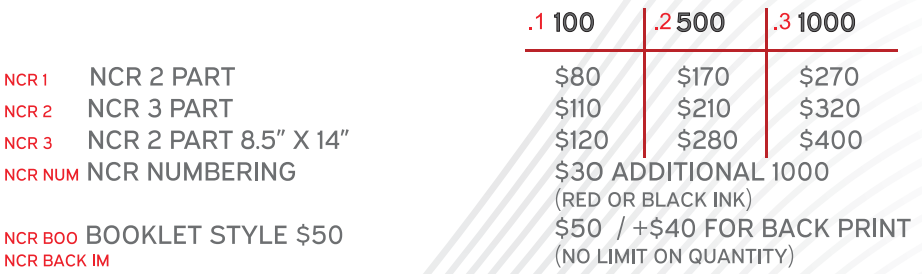 .1 100 .2 500 .3 1000
NCR 1 NCR 2 PART $80 $170 $270
NCR 2 NCR 3 PART $110 $210 $320
NCR 3 NCR 2 PART 8.5" X 14" $120 $280 $400
NCR NUM NCR NUMBERING $30 ADDITIONAL 1000
(RED OR BLACK INK)
NCR BOO BOOKLET STYLE $50 $50 / +$40 FOR BACK PRINT
NCR BACK IM (NO LIMIT ON QUANTITY)